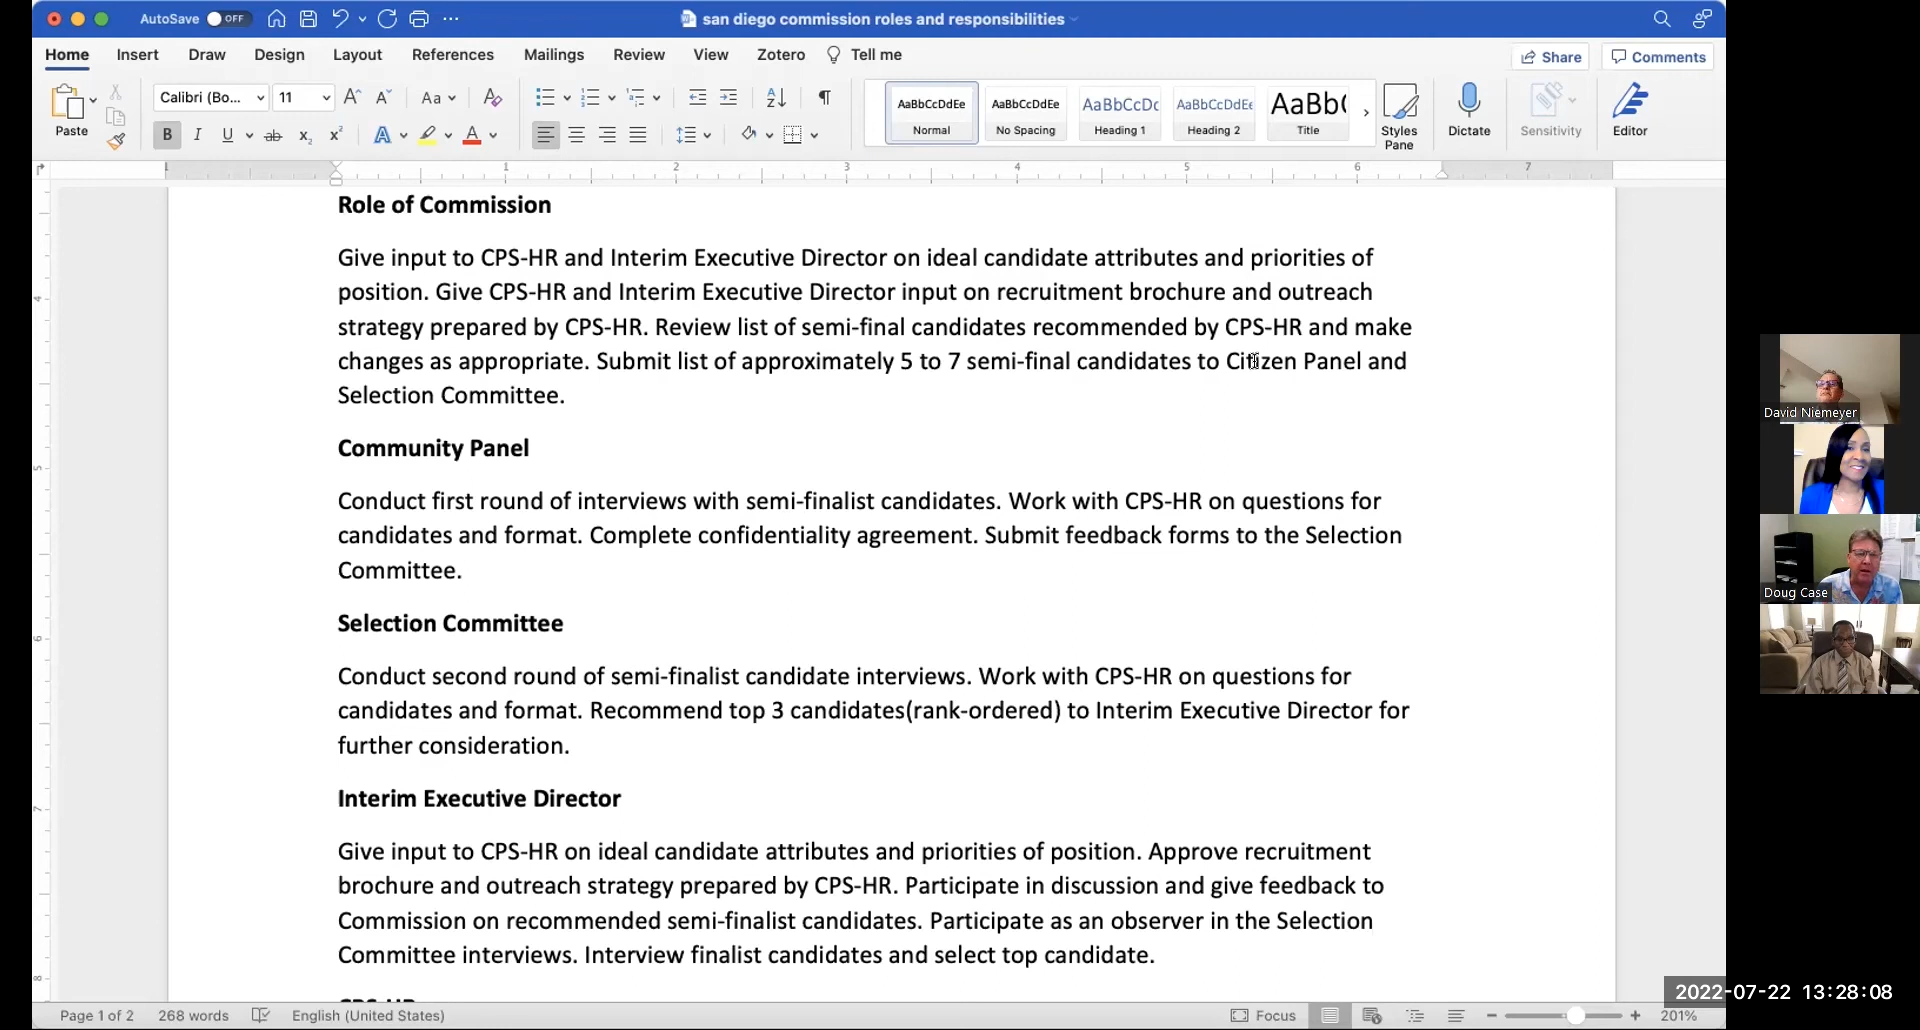 AutoSave OFF
san diego commission roles and responsibilities
Home Insert Draw Design Layout References Mailings Review View Zotero Tell me Share Comments
Paste
Calibri (Bo... 11
AaBbCcDdEe AaBbCcDdEe AaBbCcDc AaBbCcDdEe AaBb(
Normal No Spacing Heading 1 Heading 2 Title
Styles Pane
Dictate Sensitivity Editor
1 1 2 3 4 5 6 7
Role of Commission
Give input to CPS-HR and Interim Executive Director on ideal candidate attributes and priorities of
position. Give CPS-HR and Interim Executive Director input on recruitment brochure and outreach
strategy prepared by CPS-HR. Review list of semi-final candidates recommended by CPS-HR and make
changes as appropriate. Submit list of approximately 5 to 7 semi-final candidates to Citizen Panel and
Selection Committee.
Community Panel
Conduct first round of interviews with semi-finalist candidates. Work with CPS-HR on questions for
candidates and format. Complete confidentiality agreement. Submit feedback forms to the Selection
Committee.
Selection Committee
Conduct second round of semi-finalist candidate interviews. Work with CPS-HR on questions for
candidates and format. Recommend top 3 candidates(rank-ordered) to Interim Executive Director for
further consideration.
Interim Executive Director
Give input to CPS-HR on ideal candidate attributes and priorities of position. Approve recruitment
brochure and outreach strategy prepared by CPS-HR. Participate in discussion and give feedback to
Commission on recommended semi-finalist candidates. Participate as an observer in the Selection
Committee interviews. Interview finalist candidates and select top candidate.
CPS-HR
Page 1 of 2 268 words English (United States) Focus 201%
David Niemeyer
Doug Case
2022-07-22 13:28:08